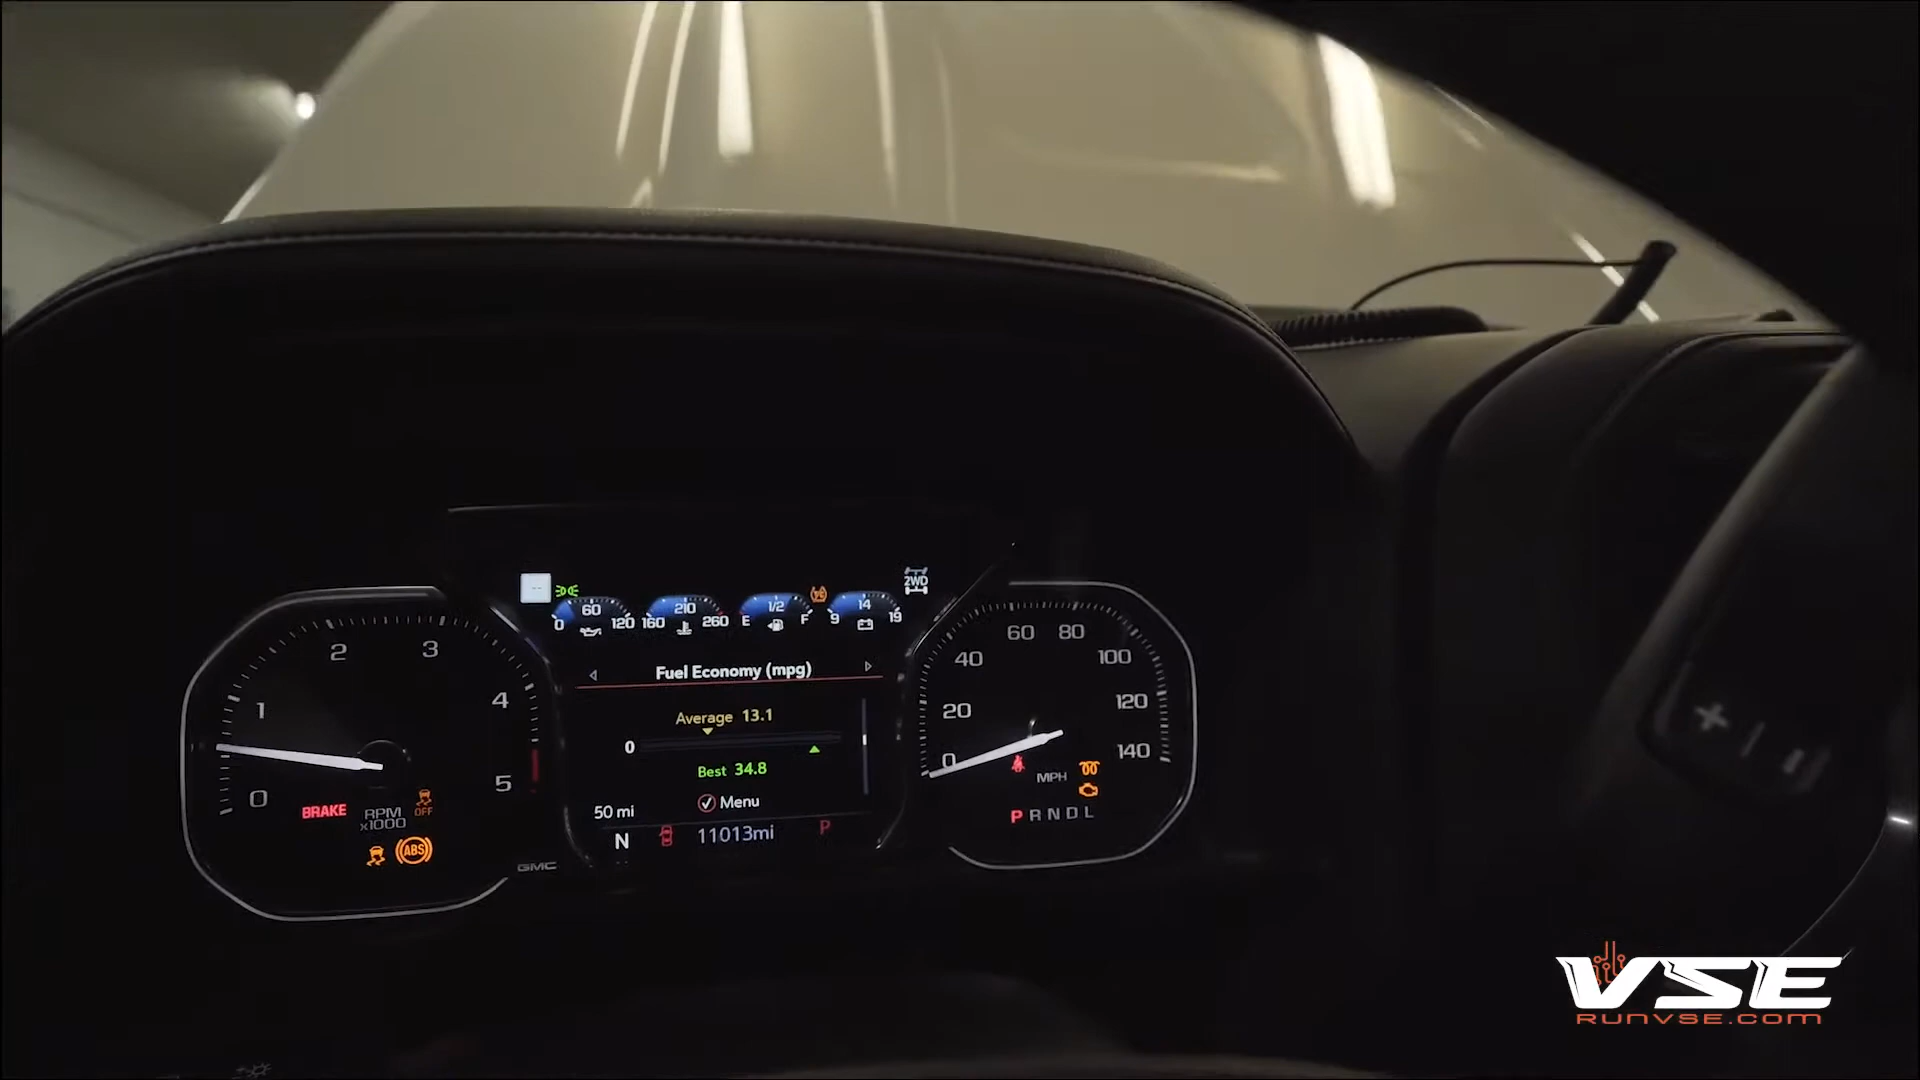 2WD
60
210
1/2
14
0
120
160
260
E
F
9
19
Fuel Economy (mpg)
Average 13.1
0
Best 34.8
Menu
50 mi
N
11013mi
P
0
1
2
3
4
5
BRAKE
RPM
x1000
OFF
ABS
GMC
0
20
40
60
80
100
120
140
MPH
P R N D L
VSE
RUNVSE.COM